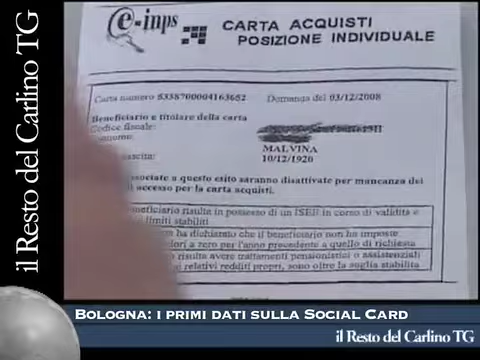 e-inps
CARTA ACQUISTI
POSIZIONE INDIVIDUALE
Carta numero 5338700004163652 Domanda del 03/12/2008
Beneficiario e titolare della carta
Codice fiscale:
MALVINA
10/12/1920
a questo esito saranno disattivate per mancanza dei
accesso per la carta acquisti.
beneficiario risulta in possesso di un ISEE in corso di validità e
limiti stabiliti
ha dichiarato che il beneficiario non ha imposte
a zero per l'anno precedente a quello di richiesta
risulta avere trattamenti pensionistici o assistenziali
relativi redditi propri, sono oltre la soglia stabilita
il Resto del Carlino TG
BOLOGNA: I PRIMI DATI SULLA SOCIAL CARD
il Resto del Carlino TG